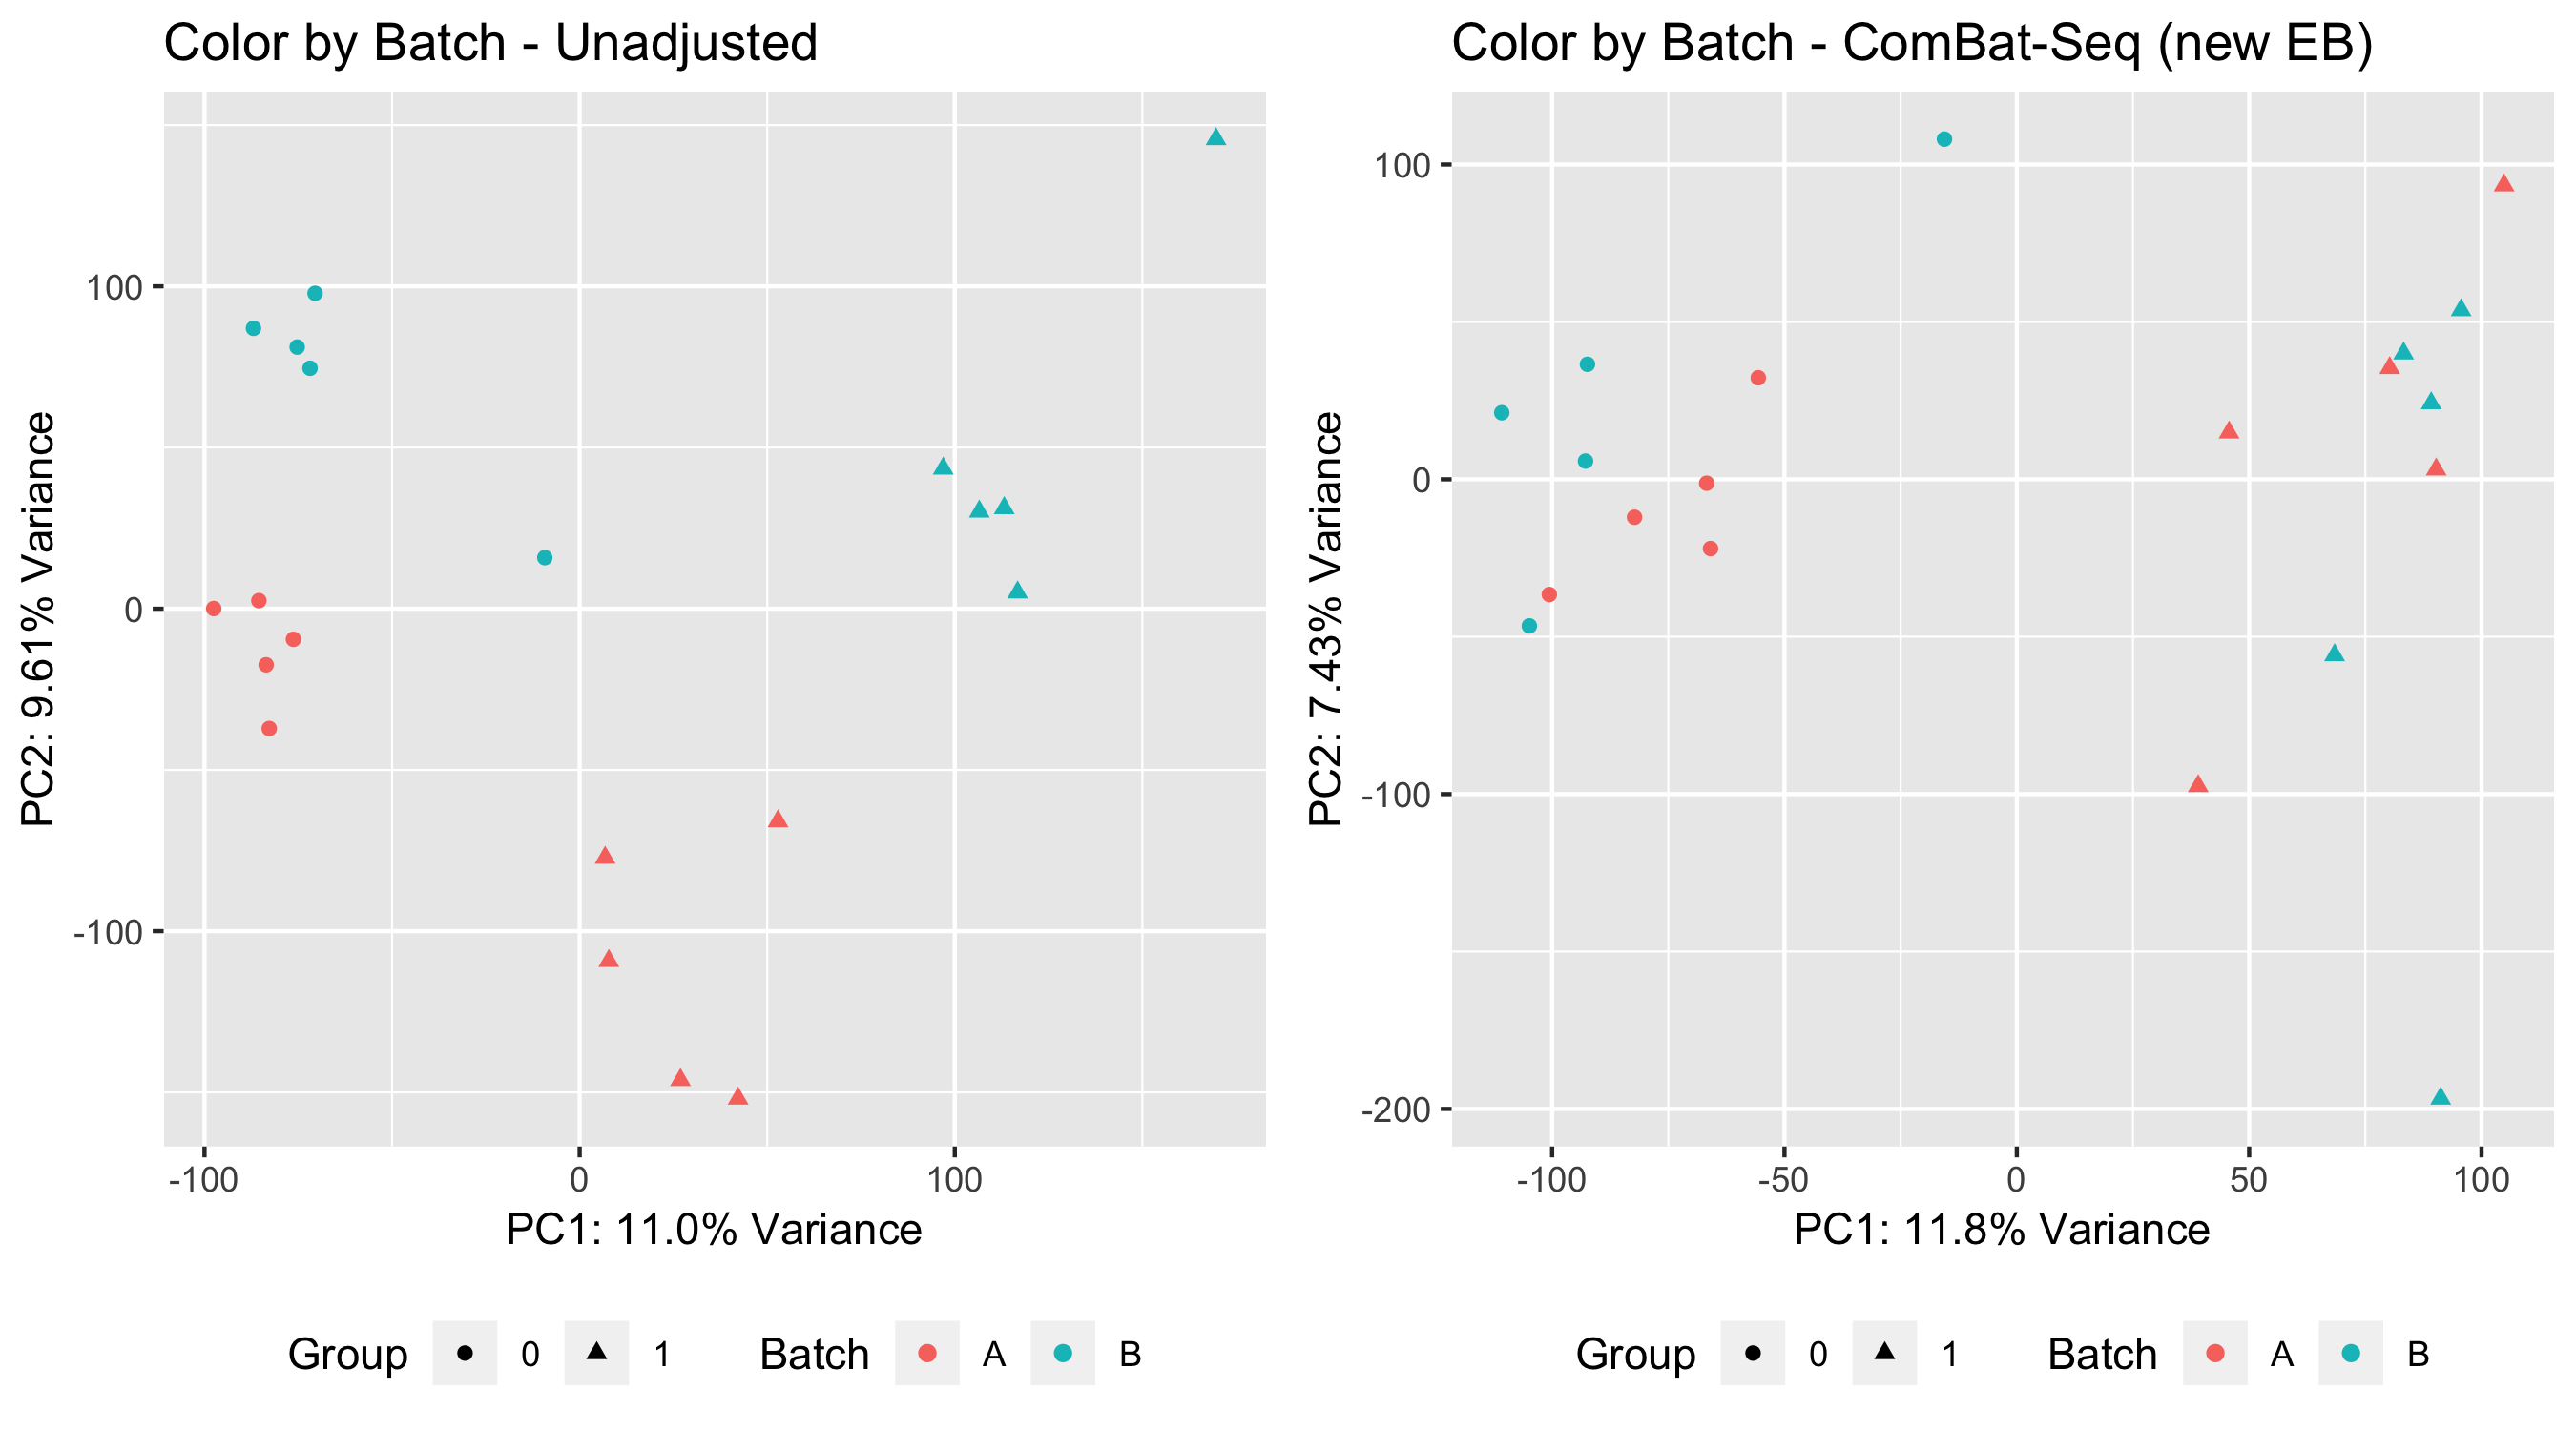 Color by Batch - Unadjusted
PC2: 9.61% Variance
100
0
-100
-100
0
100
PC1: 11.0% Variance
Group 0 1 Batch A B
Color by Batch - ComBat-Seq (new EB)
PC2: 7.43% Variance
100
0
-100
-200
-100
-50
0
50
100
PC1: 11.8% Variance
Group 0 1 Batch A B